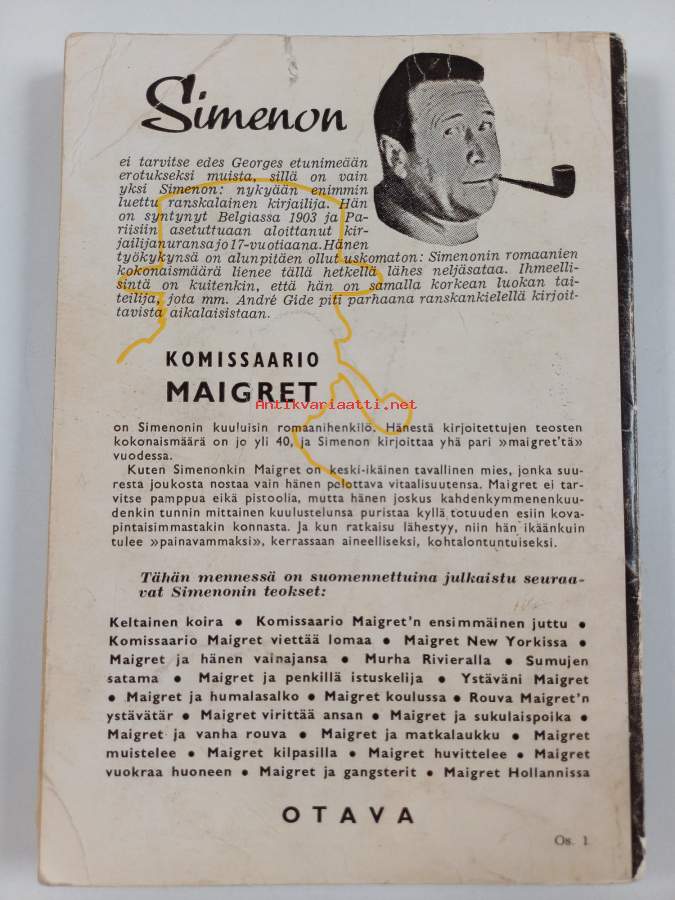 Simenon
ei tarvitse edes Georges etunimeään
erotukseksi muista, sillä on vain
yksi Simenon: nykyään enimmin
luettu ranskalainen kirjailija. Hän
on syntynyt Belgiassa 1903 ja Pa-
riisiin asetuttuaan aloittanut kir-
jailijanuransa jo 17-vuotiaana. Hänen
työkykynsä on alunpitäen ollut uskomaton: Simenonin romaanien
kokonaismäärä lienee tällä hetkellä lähes neljäsataa. Ihmeelli-
sintä on kuitenkin, että hän on samalla korkean luokan tai-
teilija, jota mm. André Gide piti parhaana ranskankielellä kirjoit-
tavista aikalaisistaan.
KOMISSAARIO
MAIGRET
Antikvariaatti.net
on Simenonin kuuluisin romaanihenkilö. Hänestä kirjoitettujen teosten
kokonaismäärä on jo yli 40, ja Simenon kirjoittaa yhä pari »maigret'tä»
vuodessa.
Kuten Simenonkin Maigret on keski-ikäinen tavallinen mies, jonka suu-
resta joukosta nostaa vain hänen pelottava vitaalisuutensa. Maigret ei tar-
vitse pamppua eikä pistoolia, mutta hänen joskus kahdenkymmenenkuu-
denkin tunnin mittainen kuulustelunsa puristaa kyllä totuuden esiin kova-
pintaisimmastakin konnasta. Ja kun ratkaisu lähestyy, niin hän ikäänkuin
tulee »painavammaksi», kerrassaan aineelliseksi, kohtalontuntuiseksi.
Tähän mennessä on suomennettuina julkaistu seuraa-
vat Simenonin teokset:
Keltainen koira • Komissaario Maigret'n ensimmäinen juttu •
Komissaario Maigret viettää lomaa • Maigret New Yorkissa •
Maigret ja hänen vainajansa • Murha Rivieralla • Sumujen
satama • Maigret ja penkillä istuskelija • Ystäväni Maigret
• Maigret ja humalasalko • Maigret koulussa • Rouva Maigret'n
ystävätär • Maigret virittää ansan • Maigret ja sukulaispoika •
Maigret ja vanha rouva • Maigret ja matkalaukku • Maigret
muistelee • Maigret kilpasilla • Maigret huvittelee • Maigret
vuokraa huoneen • Maigret ja gangsterit • Maigret Hollannissa
OTAVA
Os. 1